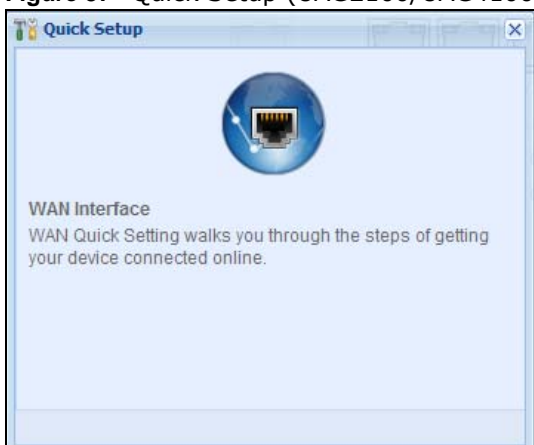 Quick Setup
WAN Interface
WAN Quick Setting walks you through the steps of getting
your device connected online.